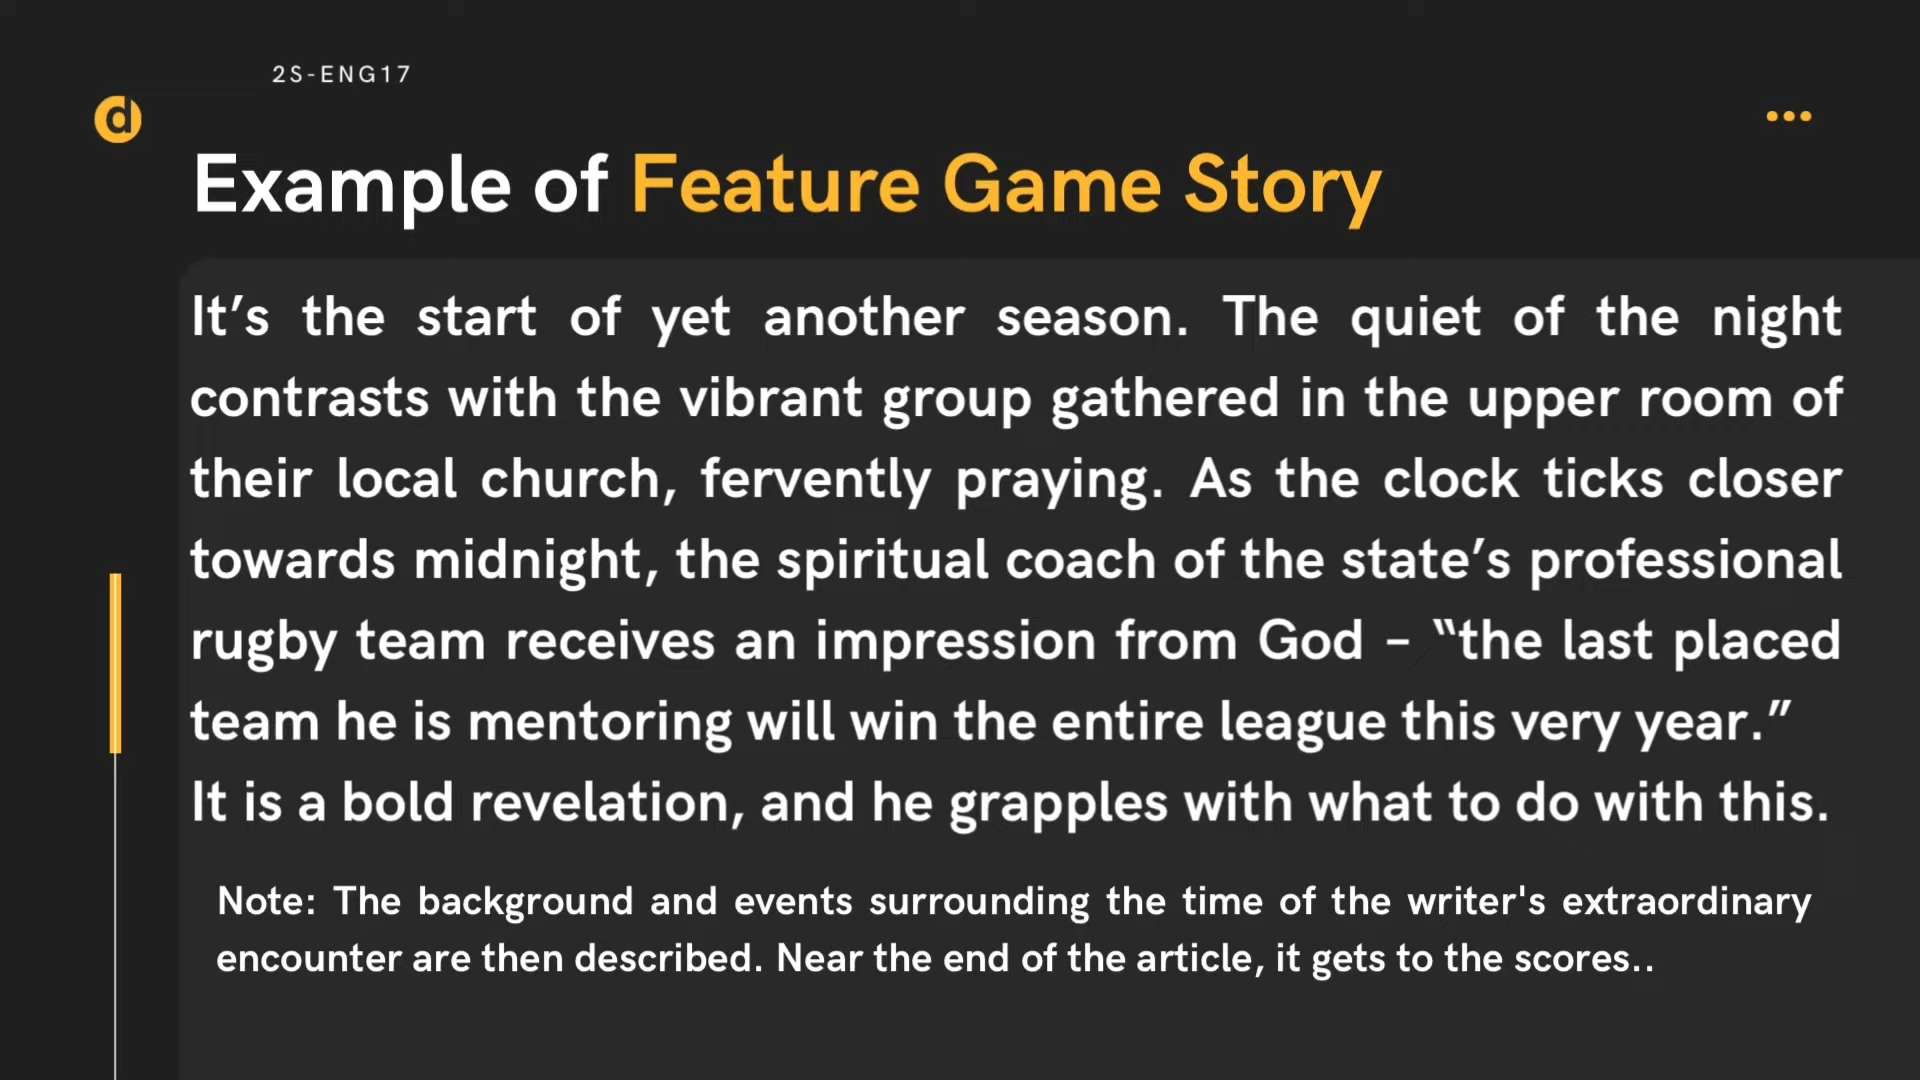 2S-ENG17
d
Example of Feature Game Story
It’s the start of yet another season. The quiet of the night
contrasts with the vibrant group gathered in the upper room of
their local church, fervently praying. As the clock ticks closer
towards midnight, the spiritual coach of the state’s professional
rugby team receives an impression from God – “the last placed
team he is mentoring will win the entire league this very year.”
It is a bold revelation, and he grapples with what to do with this.
Note: The background and events surrounding the time of the writer's extraordinary
encounter are then described. Near the end of the article, it gets to the scores..